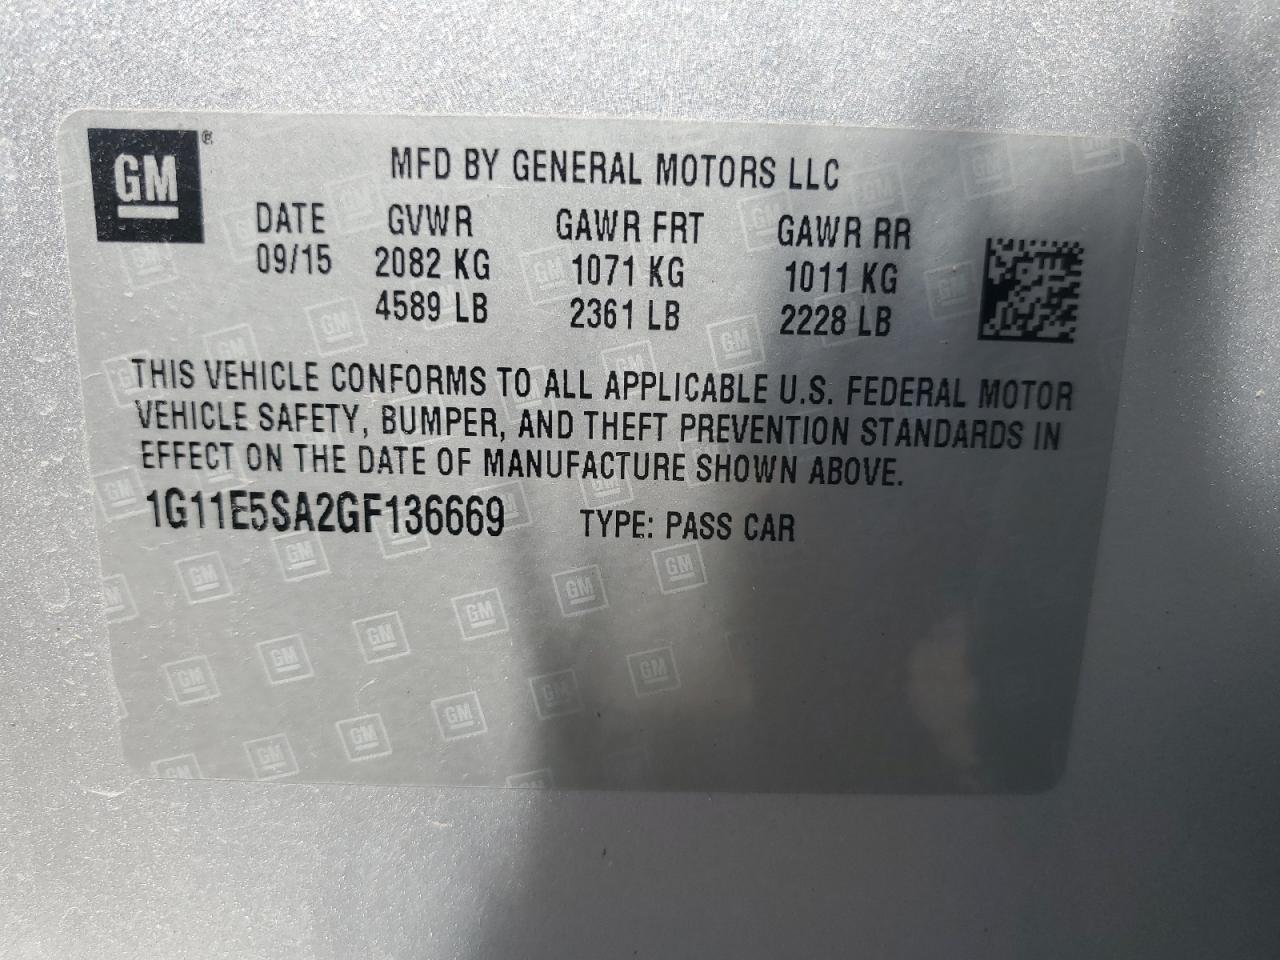 GM ®
MFD BY GENERAL MOTORS LLC
DATE GVWR GAWR FRT GAWR RR
09/15 2082 KG 1071 KG 1011 KG
4589 LB 2361 LB 2228 LB
THIS VEHICLE CONFORMS TO ALL APPLICABLE U.S. FEDERAL MOTOR
VEHICLE SAFETY, BUMPER, AND THEFT PREVENTION STANDARDS IN
EFFECT ON THE DATE OF MANUFACTURE SHOWN ABOVE.
1G11E5SA2GF136669 TYPE: PASS CAR